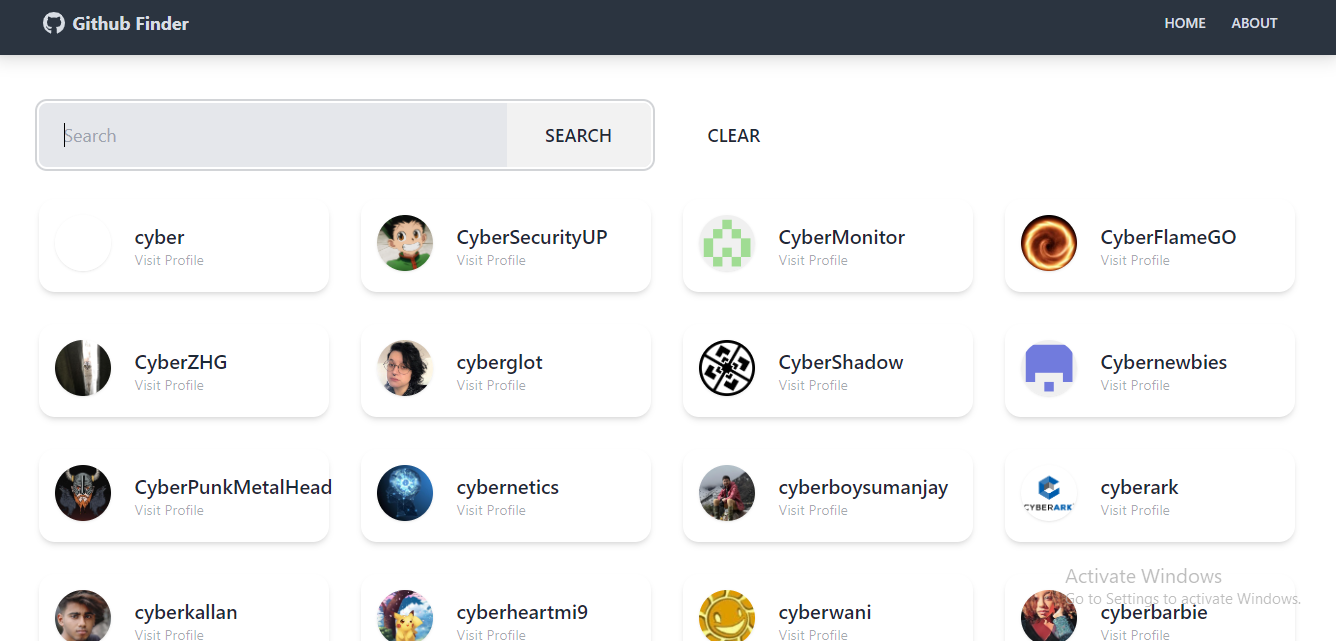 Github Finder HOME ABOUT
Search SEARCH CLEAR
cyber CyberSecurityUP CyberMonitor CyberFlameGO
Visit Profile Visit Profile Visit Profile Visit Profile
CyberZHG cyberglot CyberShadow Cybernewbies
Visit Profile Visit Profile Visit Profile Visit Profile
CyberPunkMetalHead cybernetics cyberboysumanjay cyberark
Visit Profile Visit Profile Visit Profile Visit Profile
CYBERARK
Activate Windows
Go to Settings to activate Windows.
cyberkallan cyberheartmi9 cyberwani cyberbarbie
Visit Profile Visit Profile Visit Profile Visit Profile